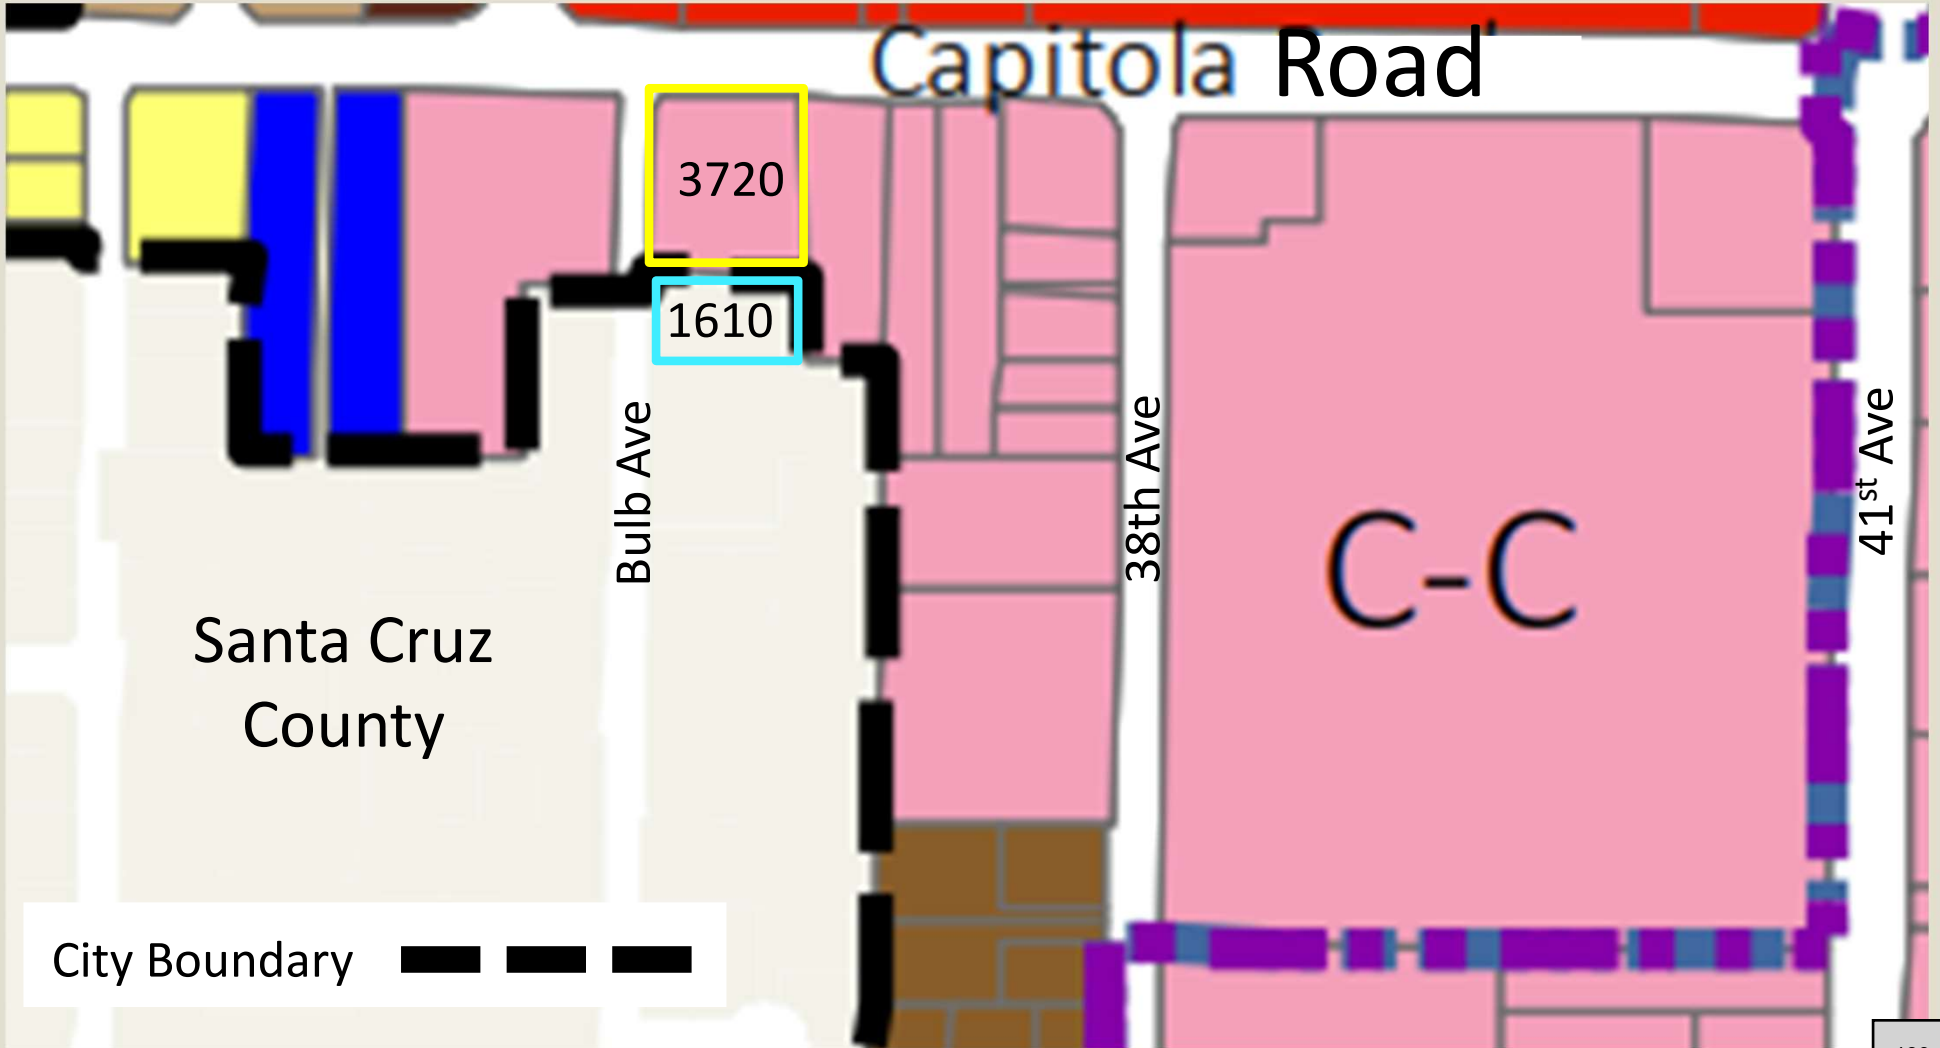 Capitola Road
3720
1610
Bulb Ave
38th Ave
41st Ave
C-C
Santa Cruz
County
City Boundary